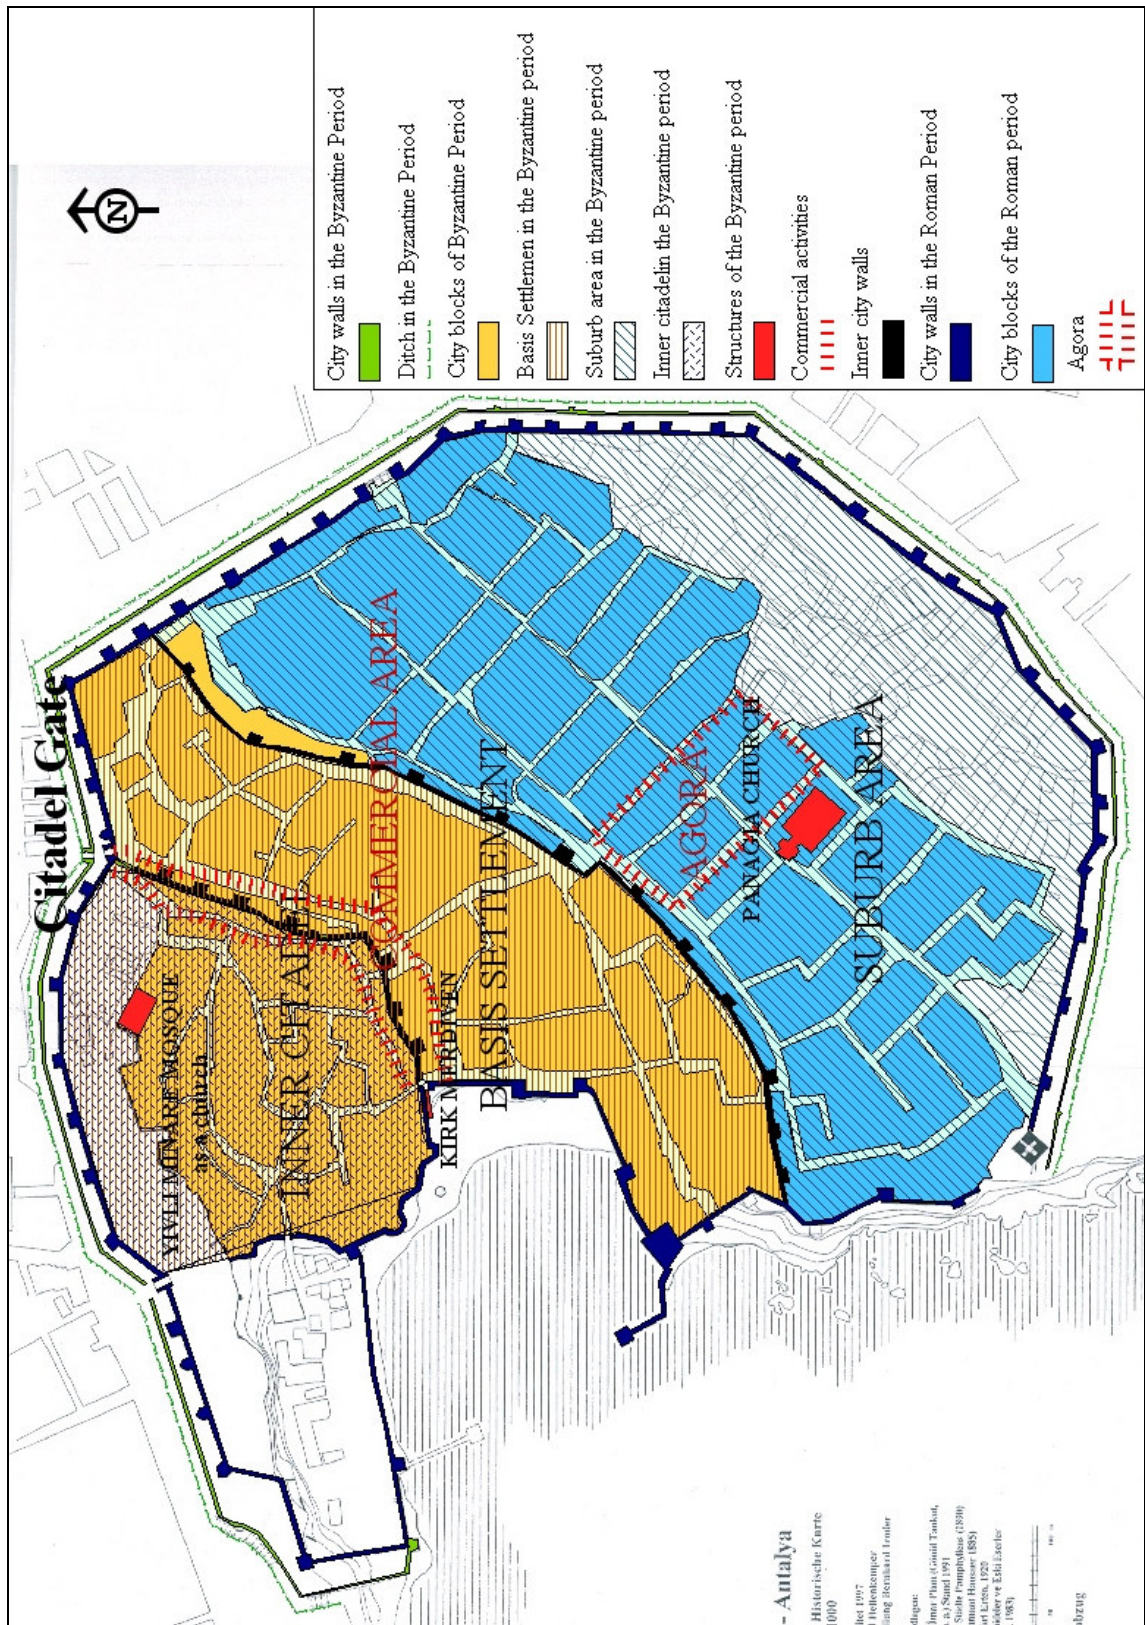 N
City walls in the Byzantine Period
Ditch in the Byzantine Period
City blocks of Byzantine Period
Basis Settlemen in the Byzantine period
Suburb area in the Byzantine period
Inner citadelin the Byzantine period
Structures of the Byzantine period
Commercial activities
Inner city walls
City walls in the Roman Period
City blocks of the Roman period
Agora
Citadel Gate
YIVLI MINARE MOSQUE
as a church
INNER CITADEL
COMMERCIAL AREA
KIRK MERDIVEN
BASIS SETTLEMENT
AGORA
PANAGIA CHURCH
SUBURB AREA
- Antalya
Historische Karte
Hellenkemper
Stand 1991
1920